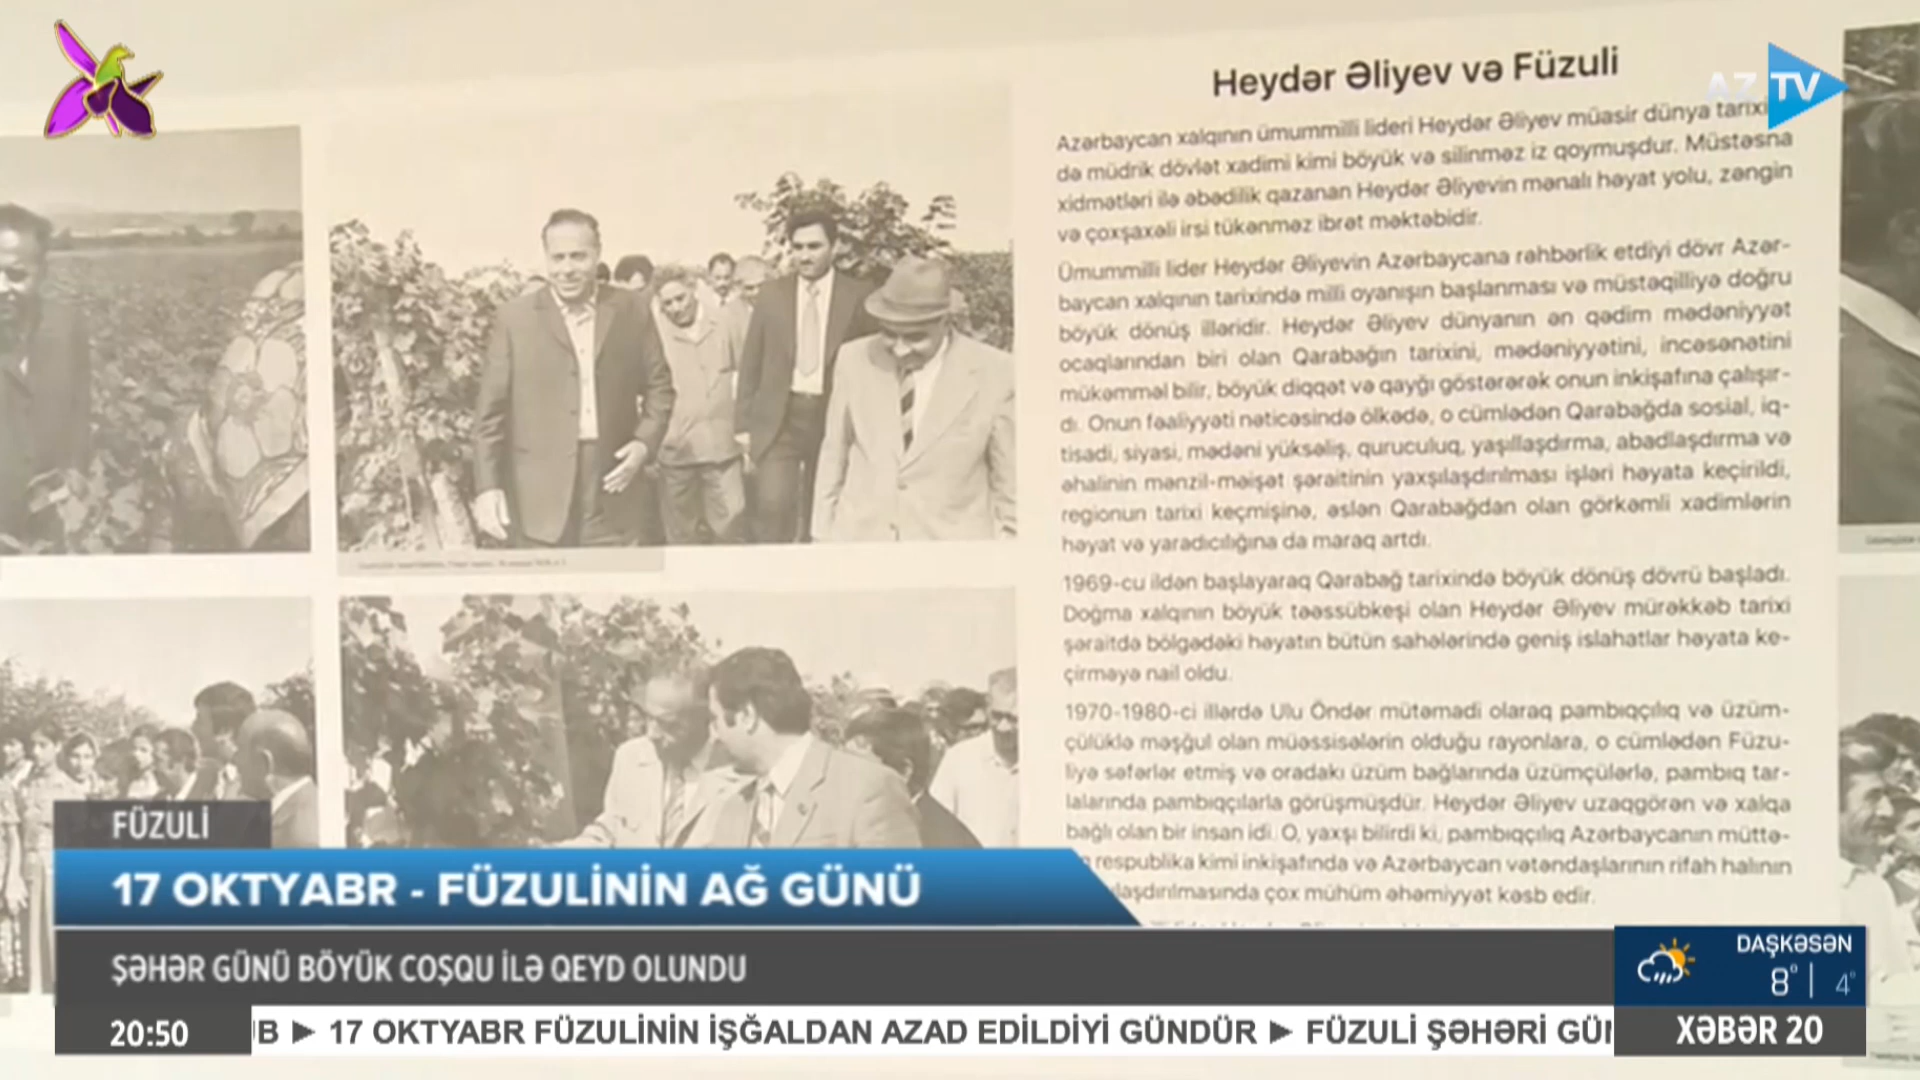 AZTV
Heydər Əliyev və Füzuli
Azərbaycan xalqının ümummilli lideri Heydər Əliyev müasir dünya tarixi
də müdrik dövlət xadimi kimi böyük və silinməz iz qoymuşdur. Müstəsna
xidmətləri ilə əbədilik qazanan Heydər Əliyevin mənalı həyat yolu, zəngin
və çoxşaxəli irsi tükənməz ibrət məktəbidir.
Ümummilli lider Heydər Əliyevin Azərbaycana rəhbərlik etdiyi dövr Azər-
baycan xalqının tarixində milli oyanışın başlanması və müstəqilliyə doğru
böyük dönüş illəridir. Heydər Əliyev dünyanın ən qədim mədəniyyət
ocaqlarından biri olan Qarabağın tarixini, mədəniyyətini, incəsənətini
mükəmməl bilir, böyük diqqət və qayğı göstərərək onun inkişafına çalışır-
dı. Onun fəaliyyəti nəticəsində ölkədə, o cümlədən Qarabağda sosial, iq-
tisadi, siyasi, mədəni yüksəliş, quruculuq, yaşıllaşdırma, abadlaşdırma və
əhalinin mənzil-məişət şəraitinin yaxşılaşdırılması işləri həyata keçirildi,
regionun tarixi keçmişinə, əslən Qarabağdan olan görkəmli xadimlərin
həyat və yaradıcılığına da maraq artdı.
1969-cu ildən başlayaraq Qarabağ tarixində böyük dönüş dövrü başladı.
Doğma xalqının böyük təəssübkeşi olan Heydər Əliyev mürəkkəb tarixi
şəraitdə bölgədəki həyatın bütün sahələrində geniş islahatlar həyata ke-
çirməyə nail oldu.
1970-1980-ci illərdə Ulu Öndər mütəmadi olaraq pambıqçılıq və üzüm-
çülüklə məşğul olan müəssisələrin olduğu rayonlara, o cümlədən Füzu-
liyə səfərlər etmiş və oradakı üzüm bağlarında üzümçülərlə, pambıq tar-
lalarında pambıqçılarla görüşmüşdür. Heydər Əliyev uzaqgörən və xalqa
bağlı olan bir insan idi. O, yaxşı bilirdi ki, pambıqçılıq Azərbaycanın müttə-
respublika kimi inkişafında və Azərbaycan vətəndaşlarının rifah halının
laşdırılmasında çox mühüm əhəmiyyət kəsb edir.
FÜZULİ
17 OKTYABR - FÜZULİNİN AĞ GÜNÜ
ŞƏHƏR GÜNÜ BÖYÜK COŞQU İLƏ QEYD OLUNDU
DAŞKƏSƏN
8° | 4°
20:50
UB ► 17 OKTYABR FÜZULİNİN İŞĞALDAN AZAD EDİLDİYİ GÜNDÜR ► FÜZULİ ŞƏHƏRİ GÜN
XƏBƏR 20